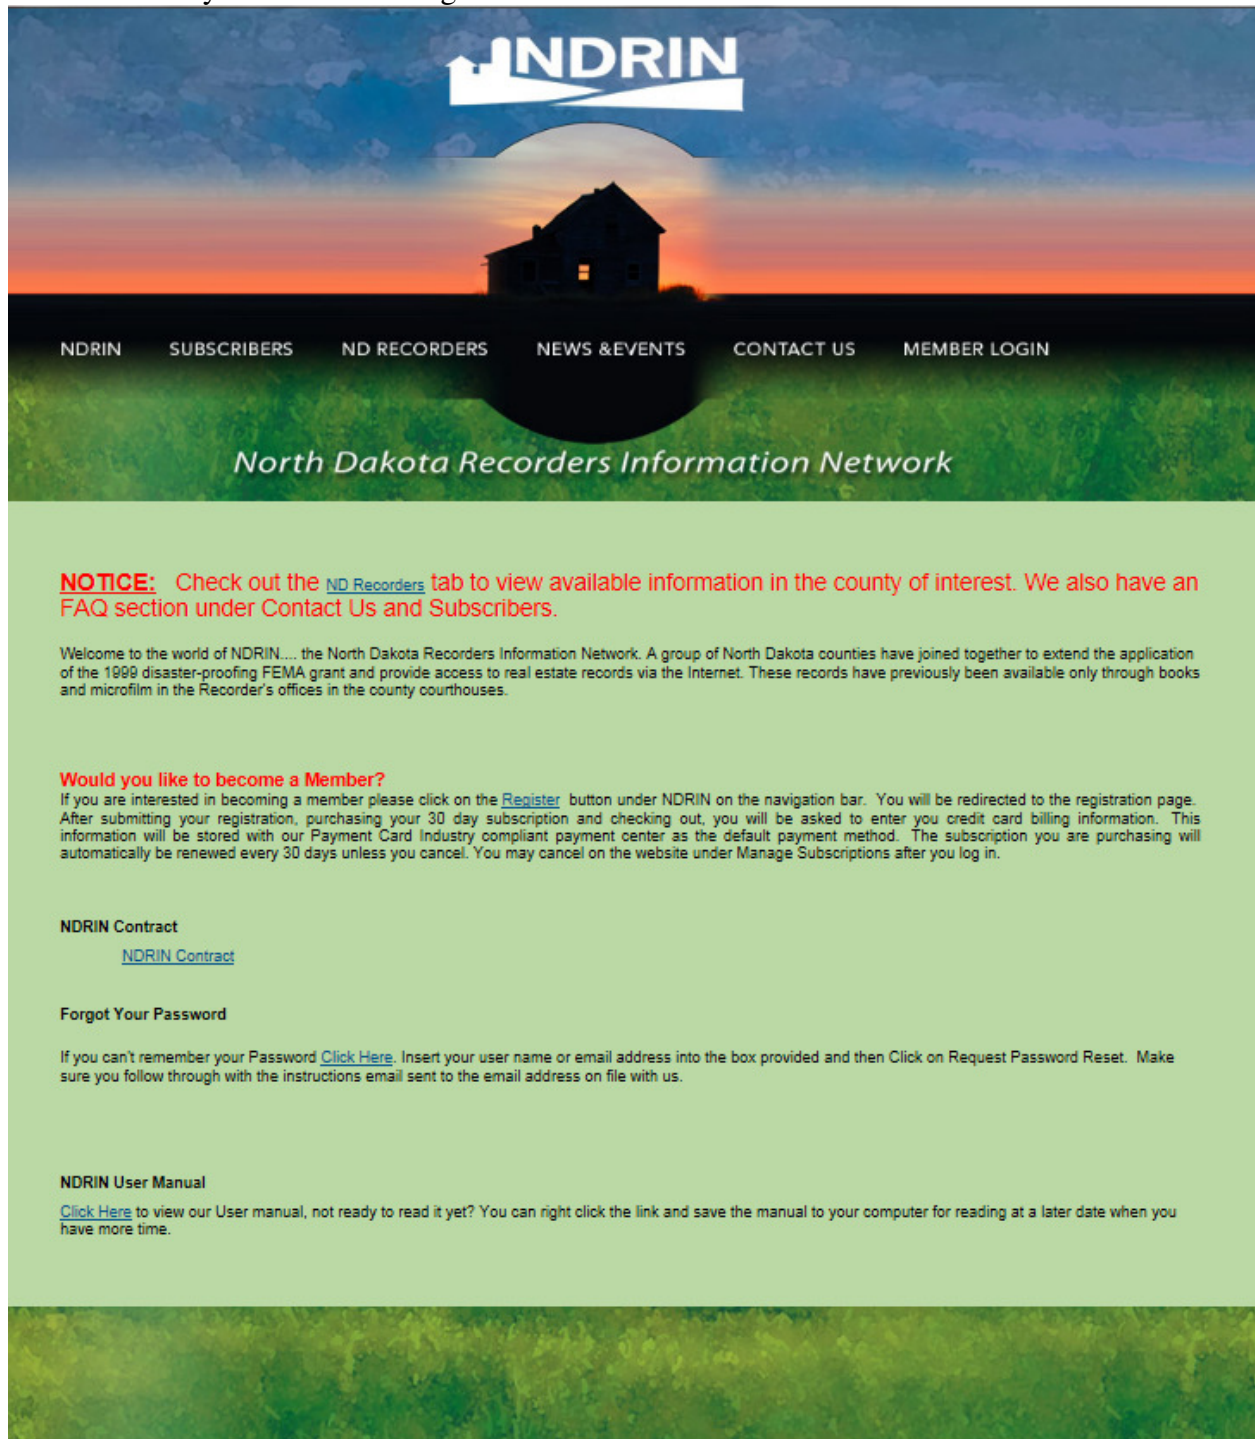 NDRIN
NDRIN SUBSCRIBERS ND RECORDERS NEWS &EVENTS CONTACT US MEMBER LOGIN
North Dakota Recorders Information Network
NOTICE: Check out the ND Recorders tab to view available information in the county of interest. We also have an
FAQ section under Contact Us and Subscribers.
Welcome to the world of NDRIN.... the North Dakota Recorders Information Network. A group of North Dakota counties have joined together to extend the application
of the 1999 disaster-proofing FEMA grant and provide access to real estate records via the Internet. These records have previously been available only through books
and microfilm in the Recorder's offices in the county courthouses.
Would you like to become a Member?
If you are interested in becoming a member please click on the Register button under NDRIN on the navigation bar. You will be redirected to the registration page.
After submitting your registration, purchasing your 30 day subscription and checking out, you will be asked to enter you credit card billing information. This
information will be stored with our Payment Card Industry compliant payment center as the default payment method. The subscription you are purchasing will
automatically be renewed every 30 days unless you cancel. You may cancel on the website under Manage Subscriptions after you log in.
NDRIN Contract
NDRIN Contract
Forgot Your Password
If you can't remember your Password Click Here. Insert your user name or email address into the box provided and then Click on Request Password Reset. Make
sure you follow through with the instructions email sent to the email address on file with us.
NDRIN User Manual
Click Here to view our User manual, not ready to read it yet? You can right click the link and save the manual to your computer for reading at a later date when you
have more time.